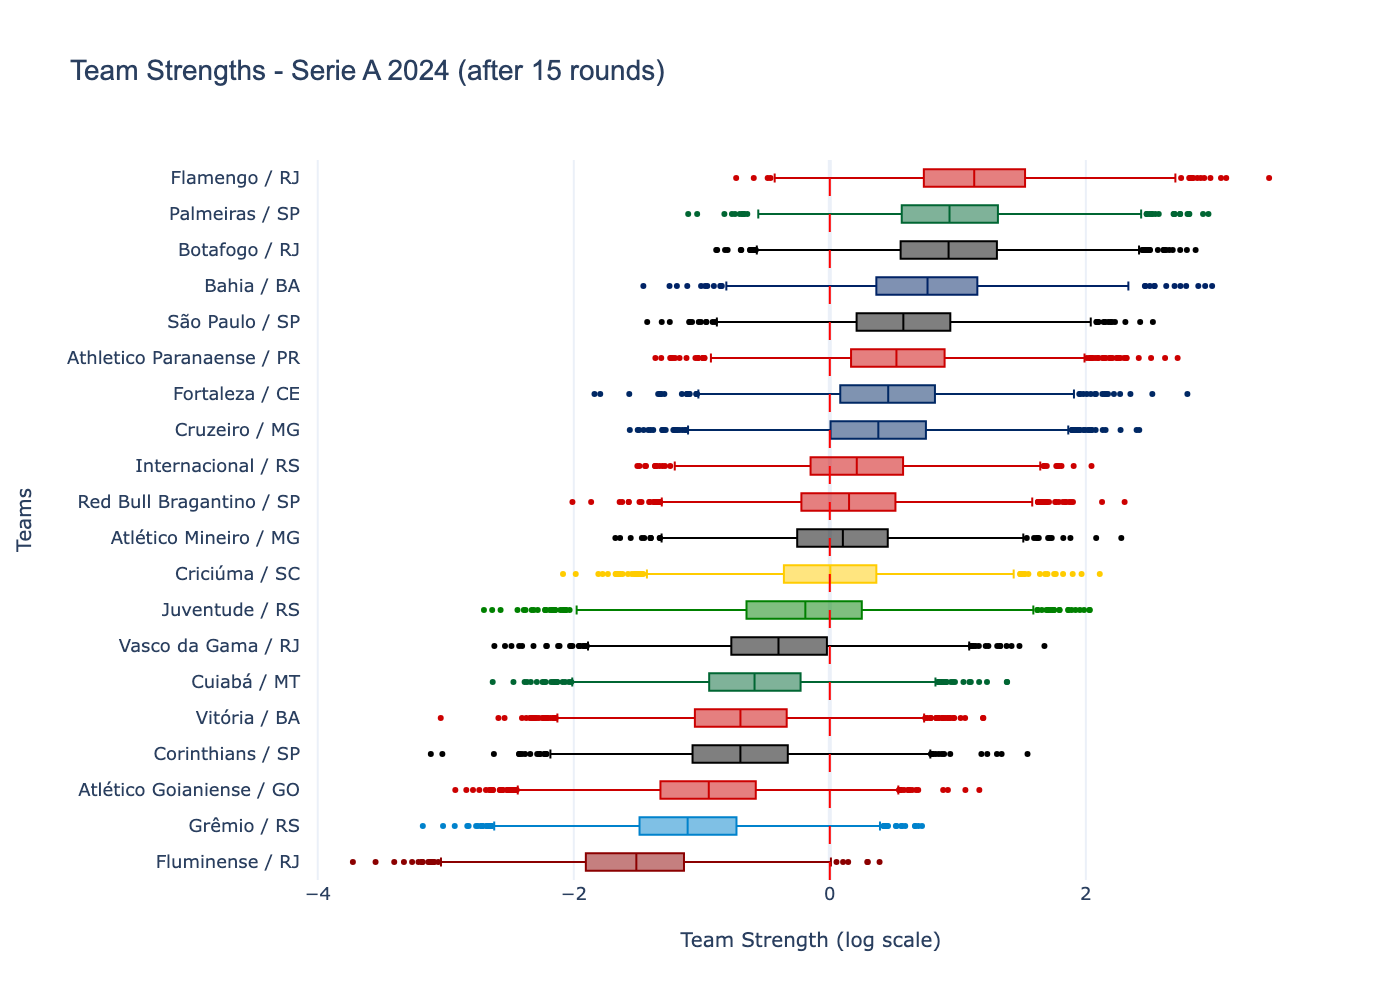 Team Strengths - Serie A 2024 (after 15 rounds)
Teams
Flamengo / RJ
Palmeiras / SP
Botafogo / RJ
Bahia / BA
São Paulo / SP
Athletico Paranaense / PR
Fortaleza / CE
Cruzeiro / MG
Internacional / RS
Red Bull Bragantino / SP
Atlético Mineiro / MG
Criciúma / SC
Juventude / RS
Vasco da Gama / RJ
Cuiabá / MT
Vitória / BA
Corinthians / SP
Atlético Goianiense / GO
Grêmio / RS
Fluminense / RJ
−4 −2 0 2
Team Strength (log scale)